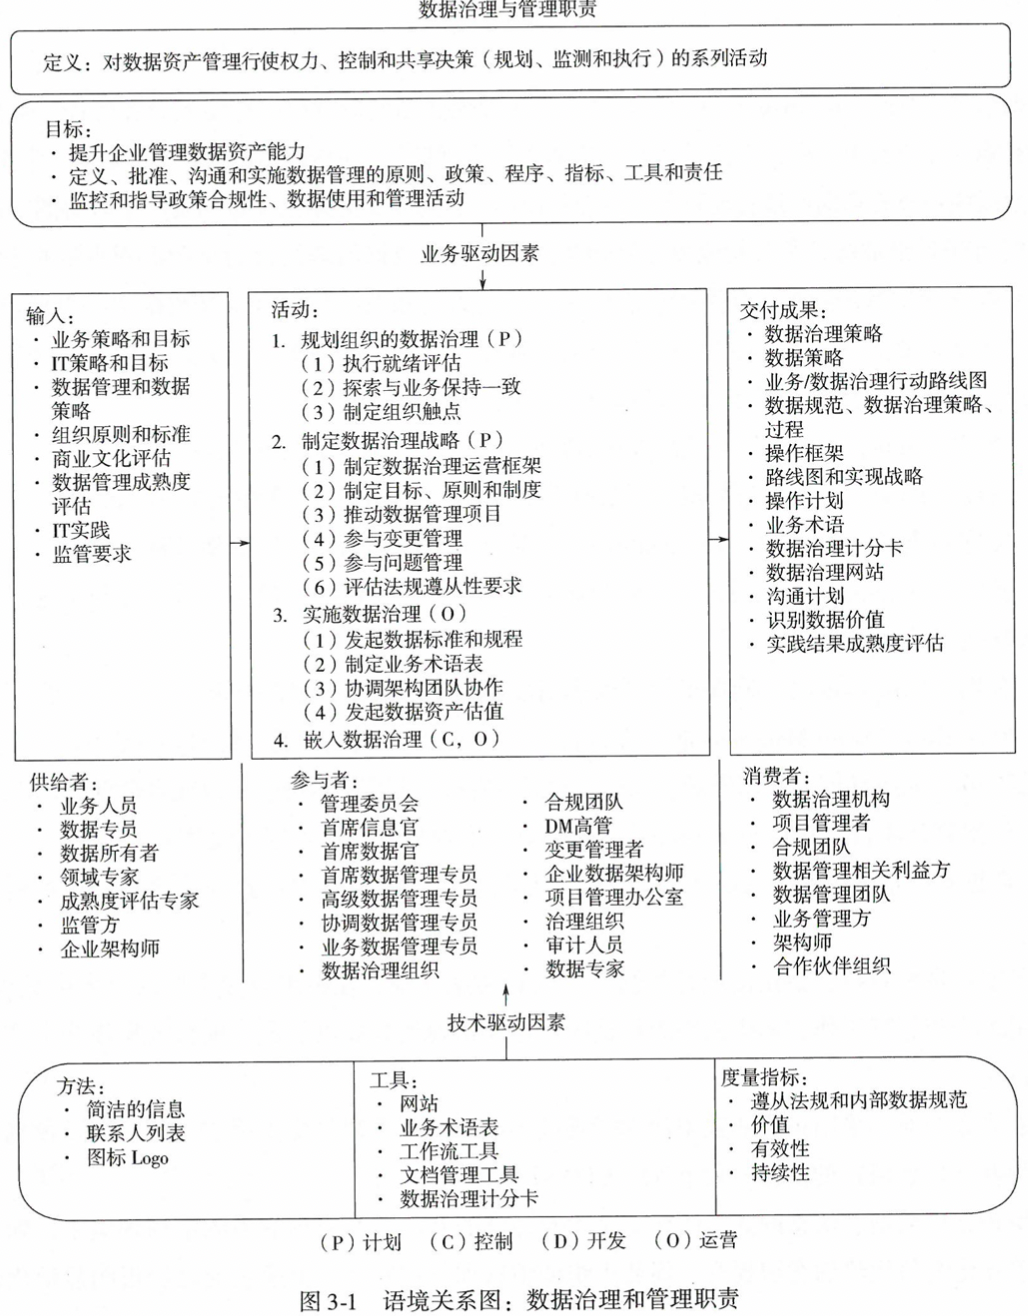 数据治理与管理职责
定义：对数据资产管理行使权力、控制和共享决策（规划、监测和执行）的系列活动
目标：
· 提升企业管理数据资产能力
· 定义、批准、沟通和实施数据管理的原则、政策、程序、指标、工具和责任
· 监控和指导政策合规性、数据使用和管理活动
业务驱动因素
输入：
· 业务策略和目标
· IT策略和目标
· 数据管理和数据
策略
· 组织原则和标准
· 商业文化评估
· 数据管理成熟度
评估
· IT实践
· 监管要求
活动：
1. 规划组织的数据治理（P）
（1）执行就绪评估
（2）探索与业务保持一致
（3）制定组织触点
2. 制定数据治理战略（P）
（1）制定数据治理运营框架
（2）制定目标、原则和制度
（3）推动数据管理项目
（4）参与变更管理
（5）参与问题管理
（6）评估法规遵从性要求
3. 实施数据治理（O）
（1）发起数据标准和规程
（2）制定业务术语表
（3）协调架构团队协作
（4）发起数据资产估值
4. 嵌入数据治理（C，O）
交付成果：
· 数据治理策略
· 数据策略
· 业务/数据治理行动路线图
· 数据规范、数据治理策略、
过程
· 操作框架
· 路线图和实现战略
· 操作计划
· 业务术语
· 数据治理计分卡
· 数据治理网站
· 沟通计划
· 识别数据价值
· 实践结果成熟度评估
供给者：
· 业务人员
· 数据专员
· 数据所有者
· 领域专家
· 成熟度评估专家
· 监管方
· 企业架构师
参与者：
· 管理委员会
· 首席信息官
· 首席数据官
· 首席数据管理专员
· 高级数据管理专员
· 协调数据管理专员
· 业务数据管理专员
· 数据治理组织
· 合规团队
· DM高管
· 变更管理者
· 企业数据架构师
· 项目管理办公室
· 治理组织
· 审计人员
· 数据专家
消费者：
· 数据治理机构
· 项目管理者
· 合规团队
· 数据管理相关利益方
· 数据管理团队
· 业务管理方
· 架构师
· 合作伙伴组织
技术驱动因素
方法：
· 简洁的信息
· 联系人列表
· 图标 Logo
工具：
· 网站
· 业务术语表
· 工作流工具
· 文档管理工具
· 数据治理计分卡
度量指标：
· 遵从法规和内部数据规范
· 价值
· 有效性
· 持续性
（P）计划 （C）控制 （D）开发 （O）运营
图 3-1 语境关系图：数据治理和管理职责